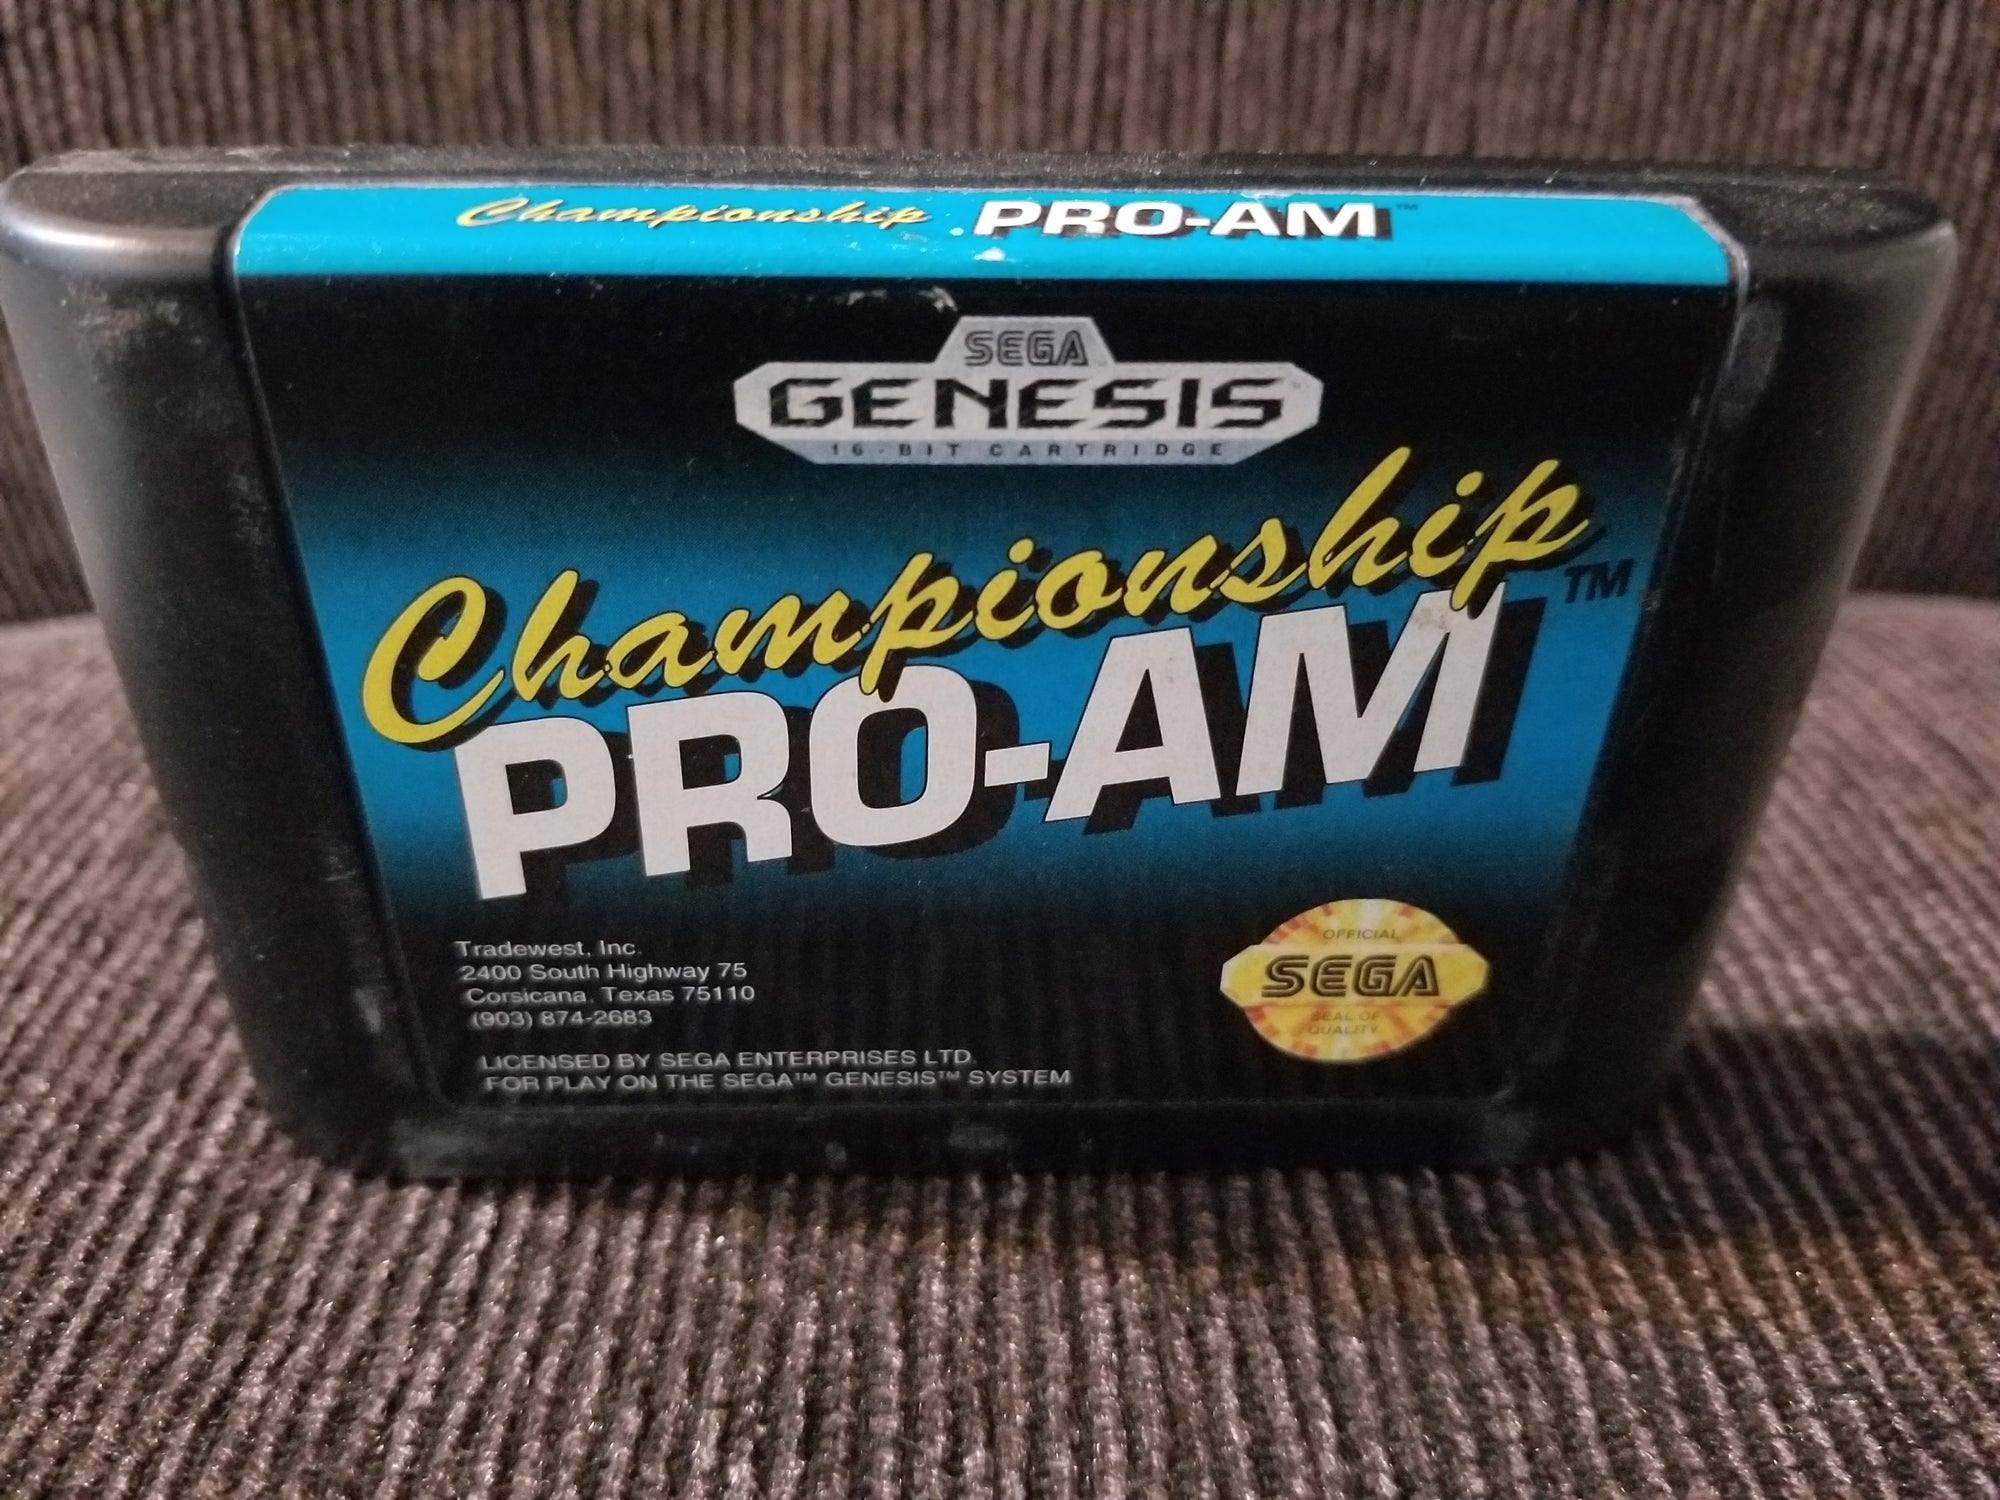 Championship PRO-AM™
SEGA
GENESIS
16-BIT CARTRIDGE
Championship
PRO-AM™
Tradewest, Inc.
2400 South Highway 75
Corsicana, Texas 75110
(903) 874-2683
LICENSED BY SEGA ENTERPRISES LTD.
FOR PLAY ON THE SEGA™ GENESIS™ SYSTEM
OFFICIAL
SEGA
SEAL OF
QUALITY